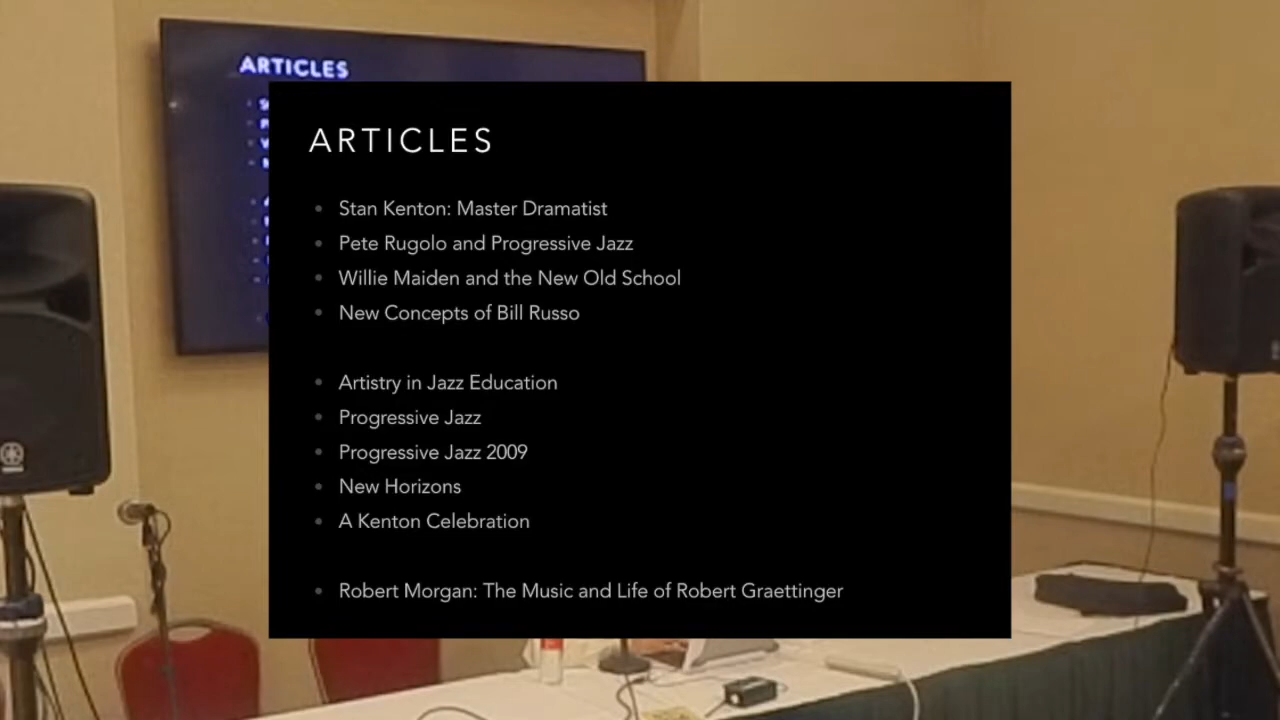 ARTICLES
ARTICLES
Stan Kenton: Master Dramatist
Pete Rugolo and Progressive Jazz
Willie Maiden and the New Old School
New Concepts of Bill Russo
Artistry in Jazz Education
Progressive Jazz
Progressive Jazz 2009
New Horizons
A Kenton Celebration
Robert Morgan: The Music and Life of Robert Graettinger